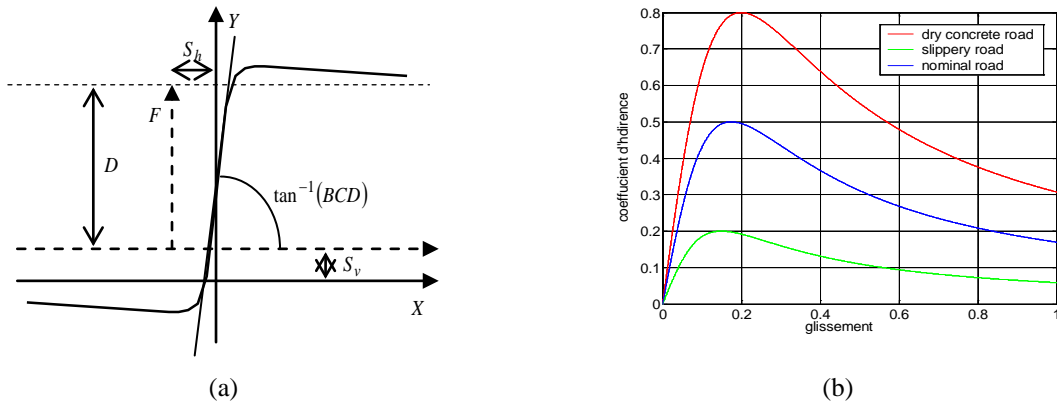 Y
S_h
F
D
tan⁻¹(BCD)
S_v
X
(a)
0.8
0.7
0.6
0.5
0.4
0.3
0.2
0.1
0
coeffucient d'hdirence
dry concrete road
slippery road
nominal road
0 0.2 0.4 0.6 0.8 1
glissement
(b)